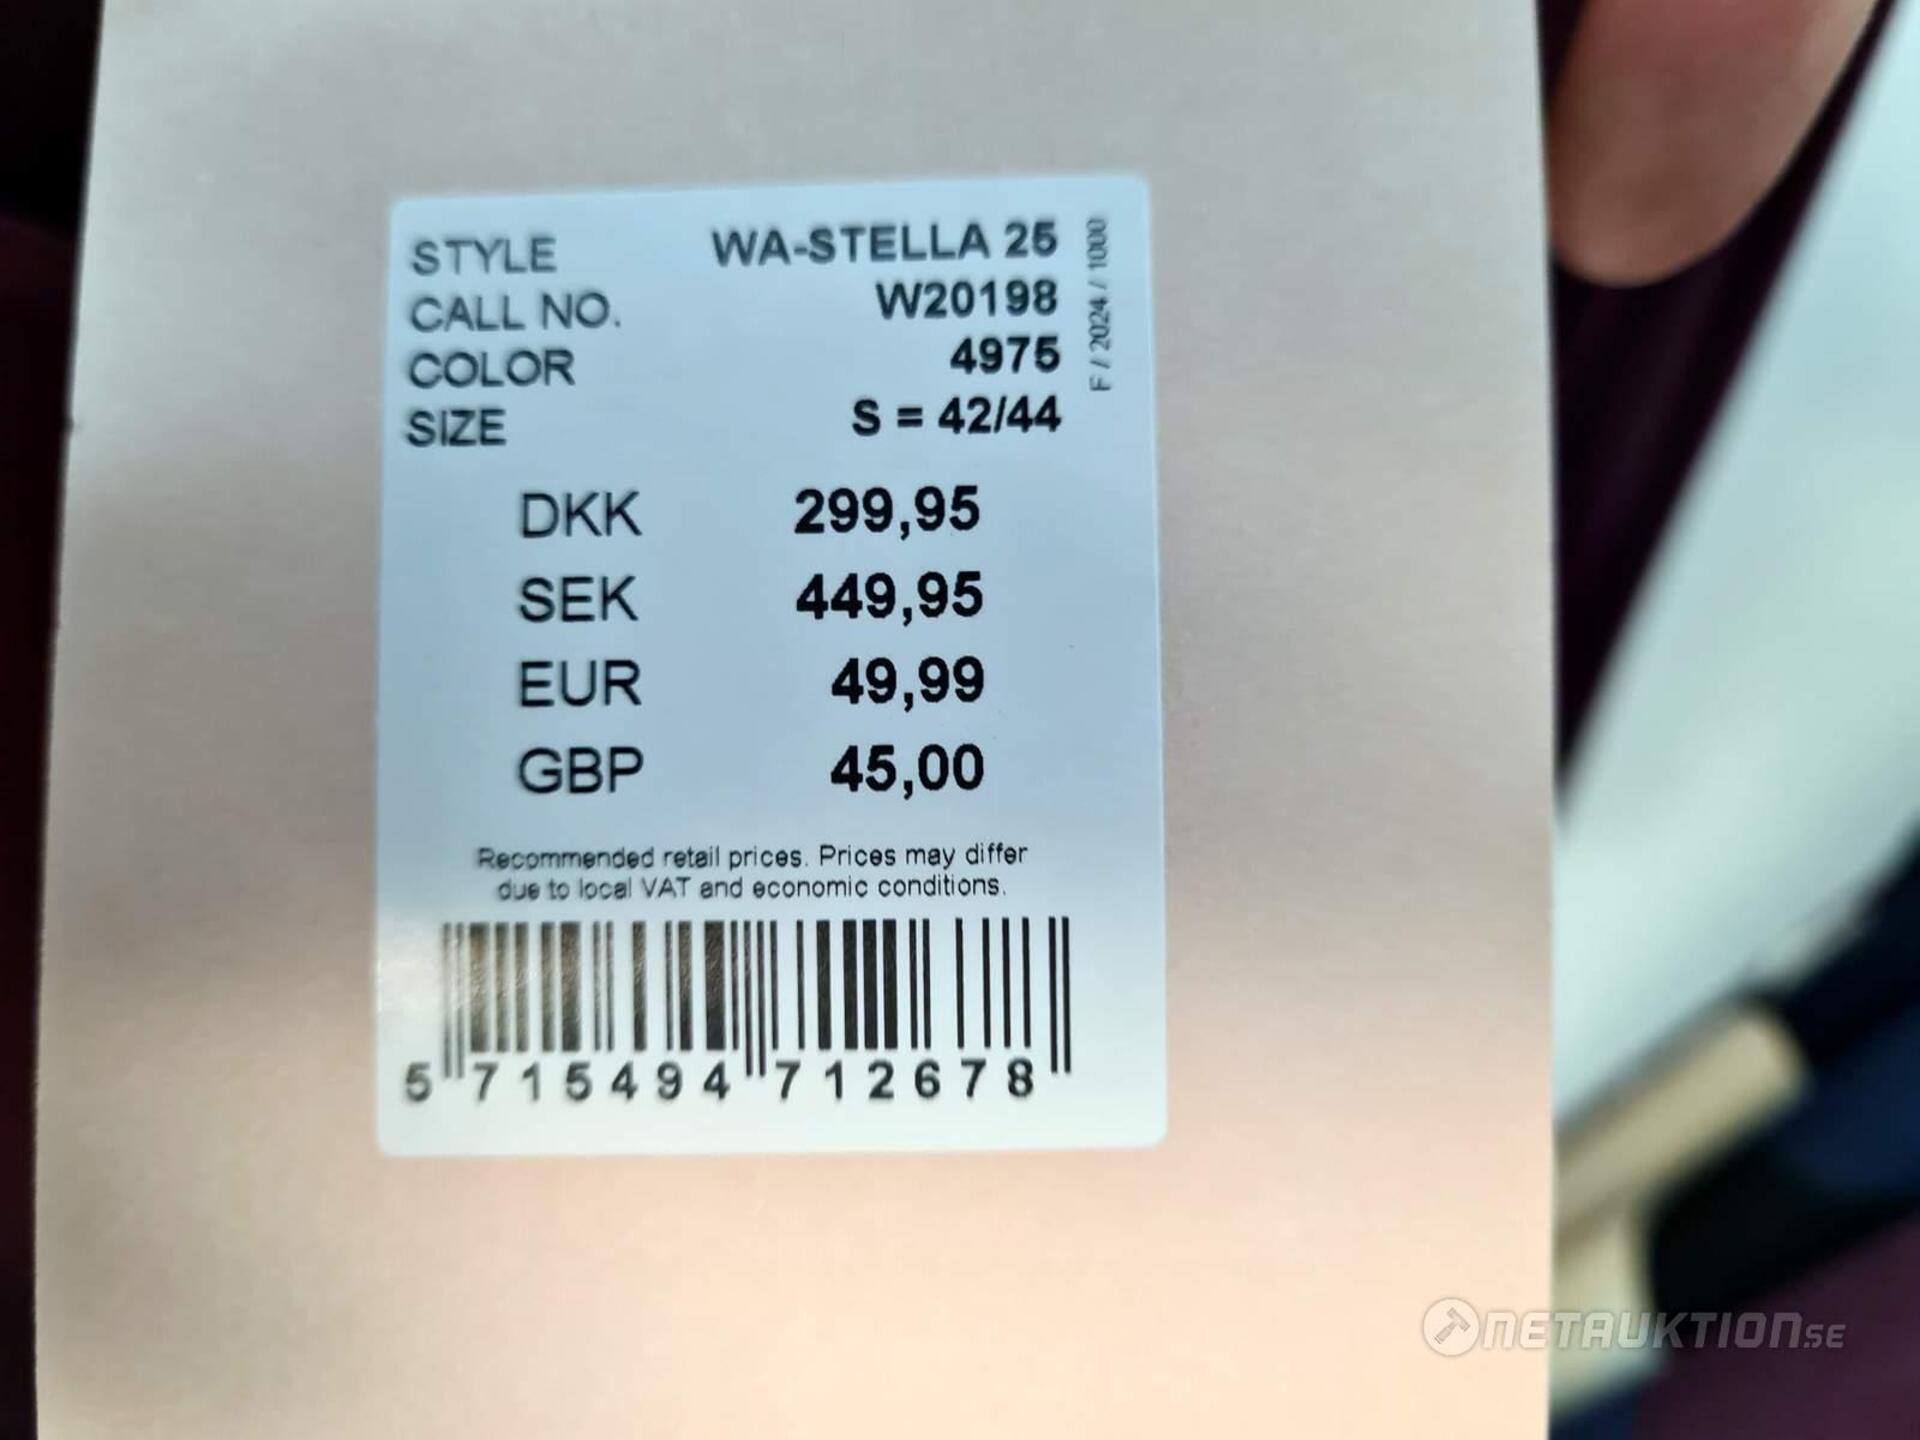 STYLE WA-STELLA 25
CALL NO. W20198
COLOR 4975
SIZE S = 42/44
F / 2024 / 1000
DKK 299,95
SEK 449,95
EUR 49,99
GBP 45,00
Recommended retail prices. Prices may differ
due to local VAT and economic conditions.
5 715494 712678
NETAUKTION.SE